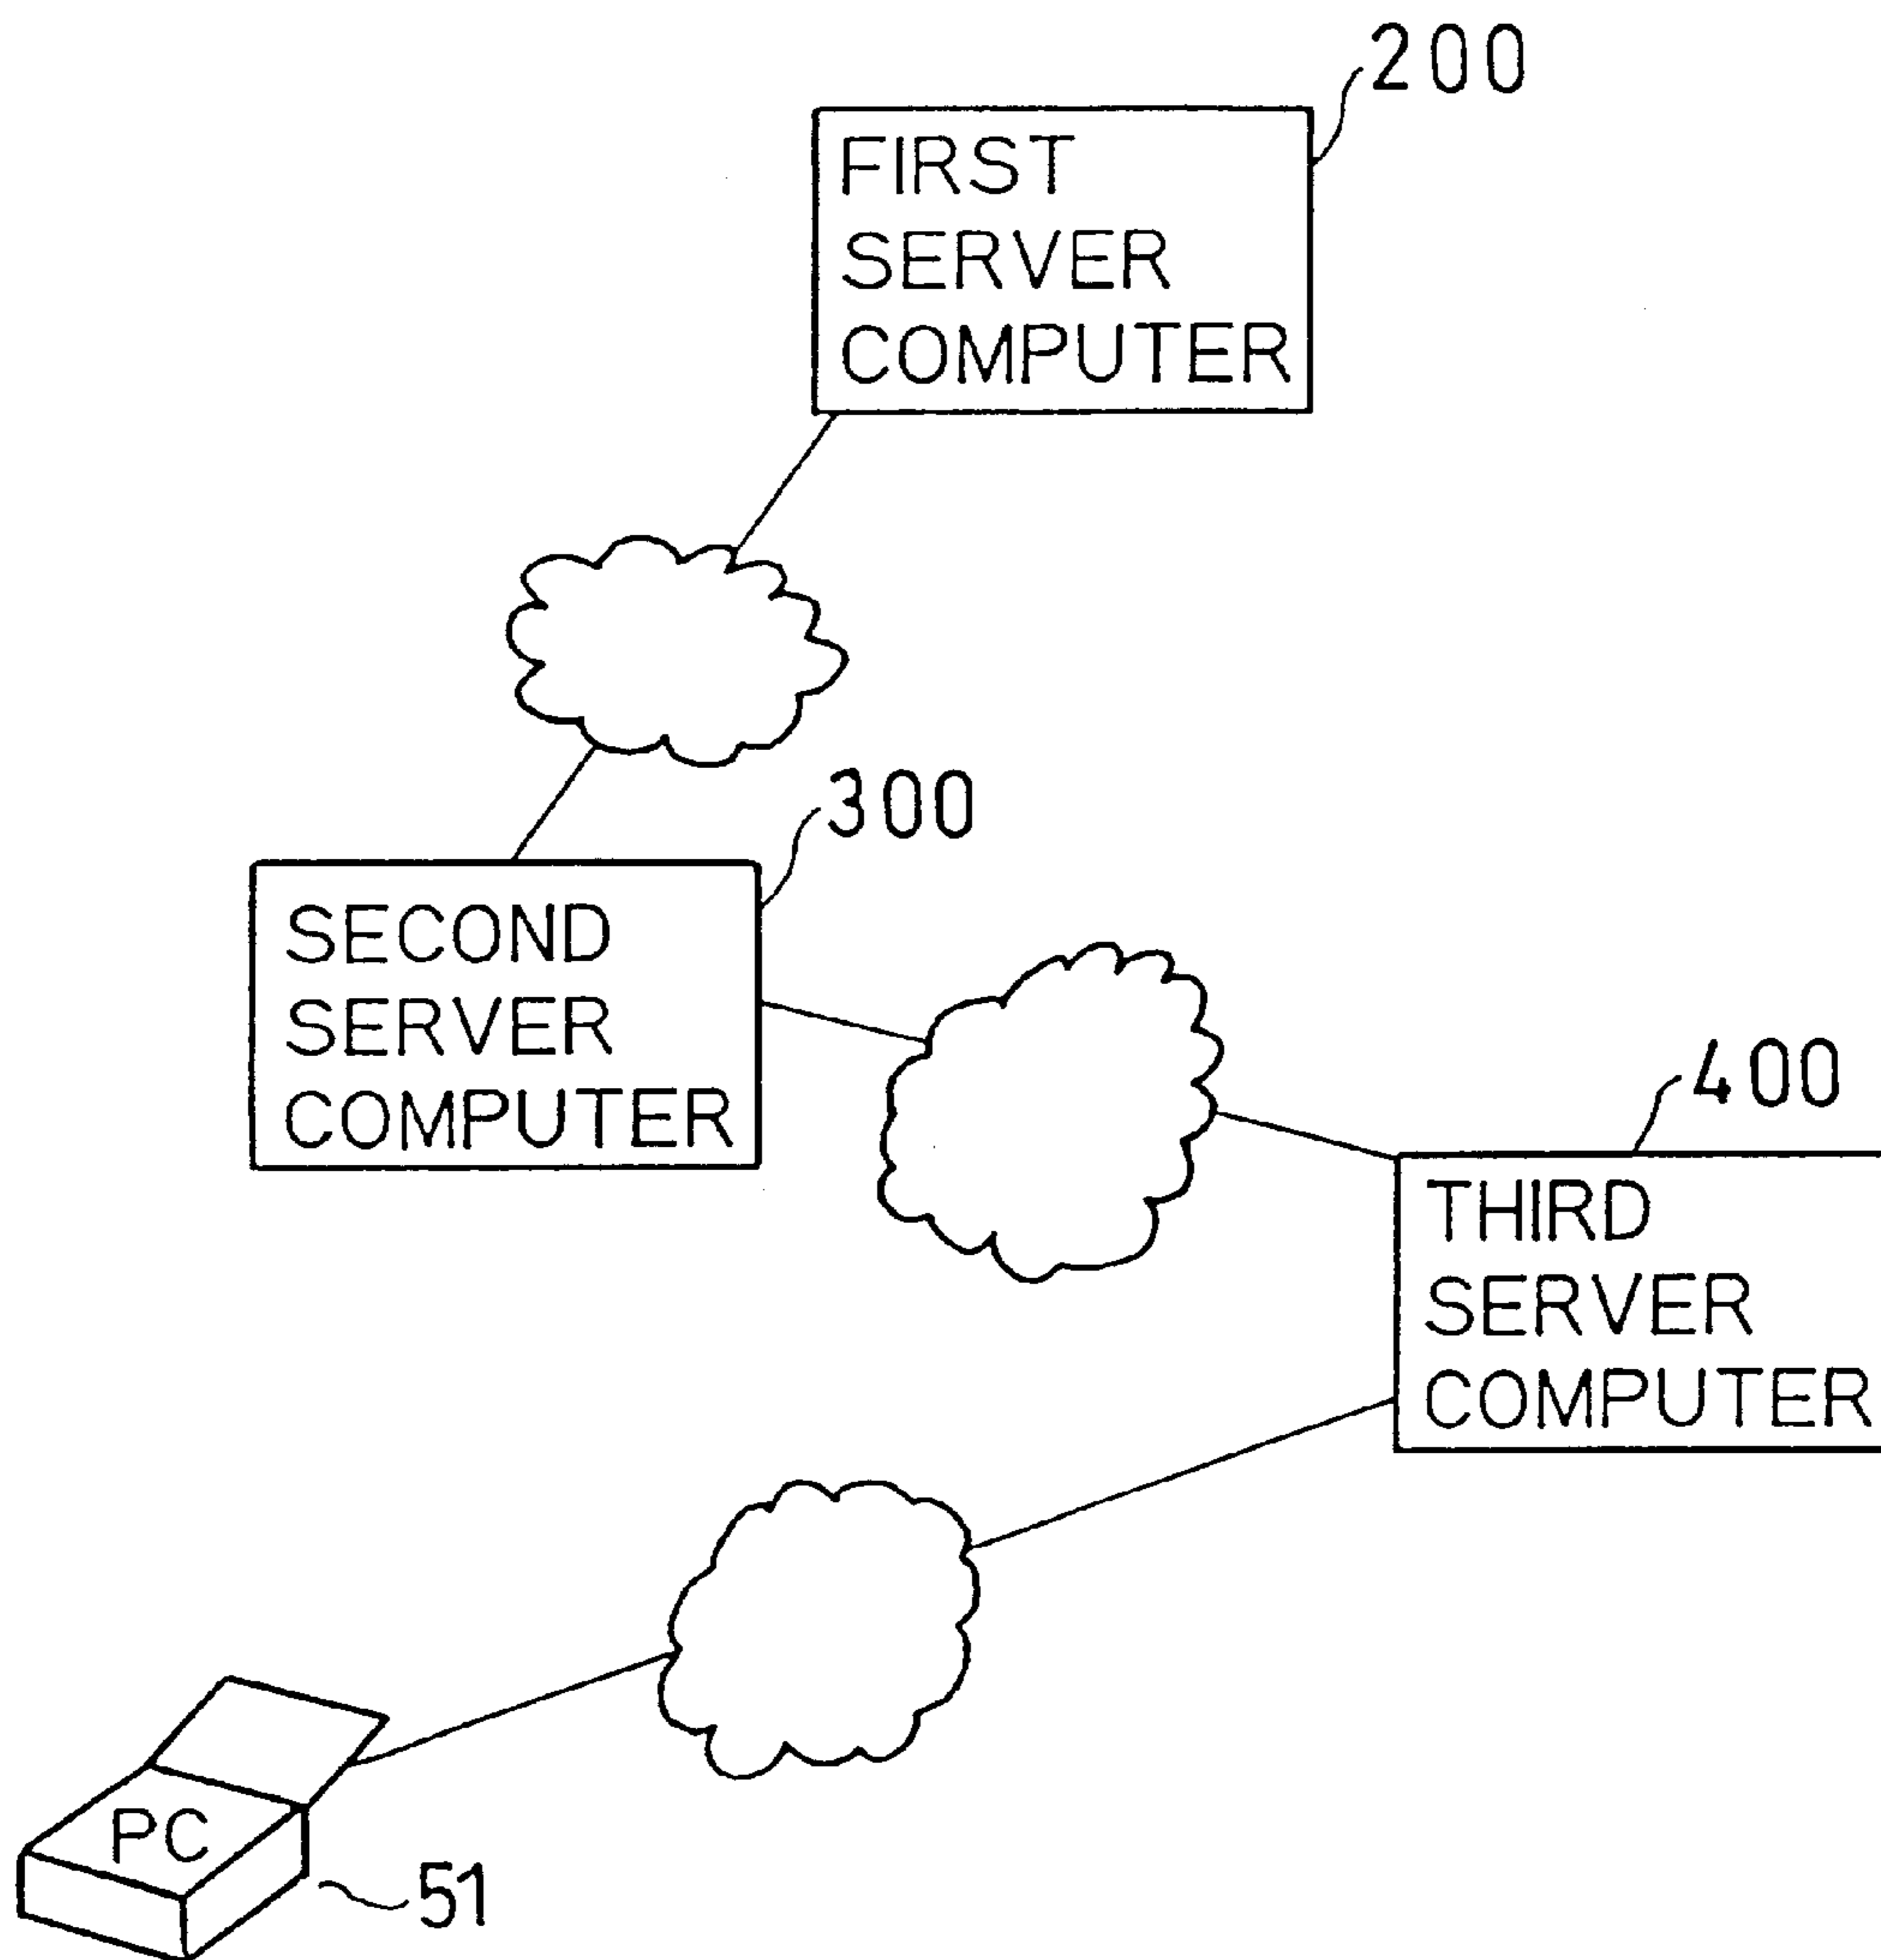 200
FIRST
SERVER
COMPUTER
300
SECOND
SERVER
COMPUTER
400
THIRD
SERVER
COMPUTER
PC
51